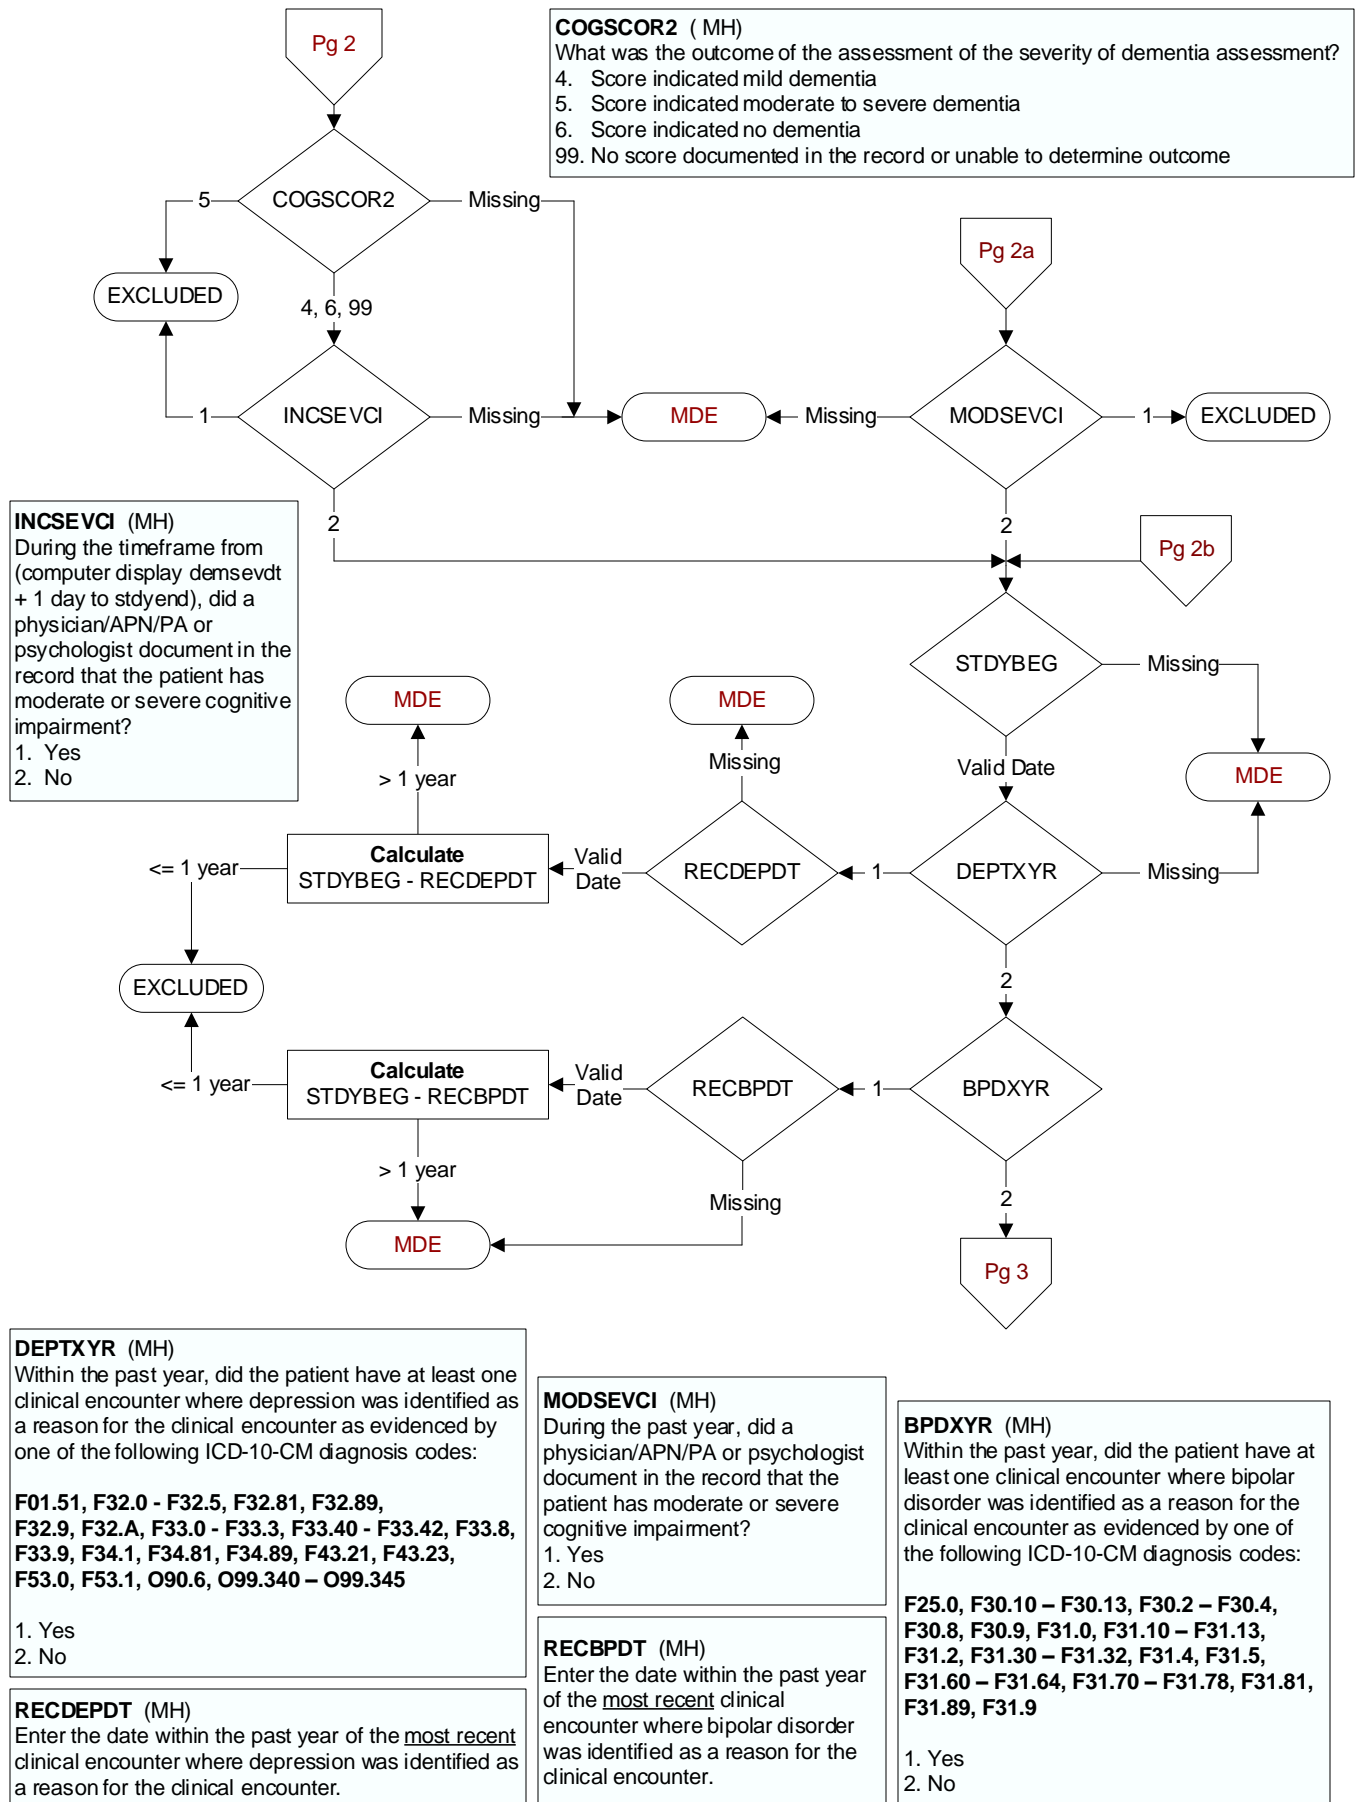 Pg 2
COGSCOR2 ( MH)
What was the outcome of the assessment of the severity of dementia assessment?
4. Score indicated mild dementia
5. Score indicated moderate to severe dementia
6. Score indicated no dementia
99. No score documented in the record or unable to determine outcome
COGSCOR2
5
Missing
Pg 2a
EXCLUDED
4, 6, 99
INCSEVCI
1
Missing
MDE
Missing
MODSEVCI
1
EXCLUDED
2
2
Pg 2b
INCSEVCI (MH)
During the timeframe from
(computer display demsevdt
+ 1 day to stdyend), did a
physician/APN/PA or
psychologist document in the
record that the patient has
moderate or severe cognitive
impairment?
1. Yes
2. No
STDYBEG
Missing
MDE
MDE
Missing
> 1 year
Valid Date
MDE
<= 1 year
Calculate
STDYBEG - RECDEPDT
Valid
Date
RECDEPDT
1
DEPTXYR
Missing
EXCLUDED
2
<= 1 year
Calculate
STDYBEG - RECBPDT
Valid
Date
RECBPDT
1
BPDXYR
> 1 year
Missing
2
MDE
Pg 3
DEPTXYR (MH)
Within the past year, did the patient have at least one
clinical encounter where depression was identified as
a reason for the clinical encounter as evidenced by
one of the following ICD-10-CM diagnosis codes:
F01.51, F32.0 - F32.5, F32.81, F32.89,
F32.9, F32.A, F33.0 - F33.3, F33.40 - F33.42, F33.8,
F33.9, F34.1, F34.81, F34.89, F43.21, F43.23,
F53.0, F53.1, O90.6, O99.340 – O99.345
1. Yes
2. No
MODSEVCI (MH)
During the past year, did a
physician/APN/PA or psychologist
document in the record that the
patient has moderate or severe
cognitive impairment?
1. Yes
2. No
BPDXYR (MH)
Within the past year, did the patient have at
least one clinical encounter where bipolar
disorder was identified as a reason for the
clinical encounter as evidenced by one of
the following ICD-10-CM diagnosis codes:
F25.0, F30.10 – F30.13, F30.2 – F30.4,
F30.8, F30.9, F31.0, F31.10 – F31.13,
F31.2, F31.30 – F31.32, F31.4, F31.5,
F31.60 – F31.64, F31.70 – F31.78, F31.81,
F31.89, F31.9
1. Yes
2. No
RECDEPDT (MH)
Enter the date within the past year of the most recent
clinical encounter where depression was identified as
a reason for the clinical encounter.
RECBPDT (MH)
Enter the date within the past year
of the most recent clinical
encounter where bipolar disorder
was identified as a reason for the
clinical encounter.